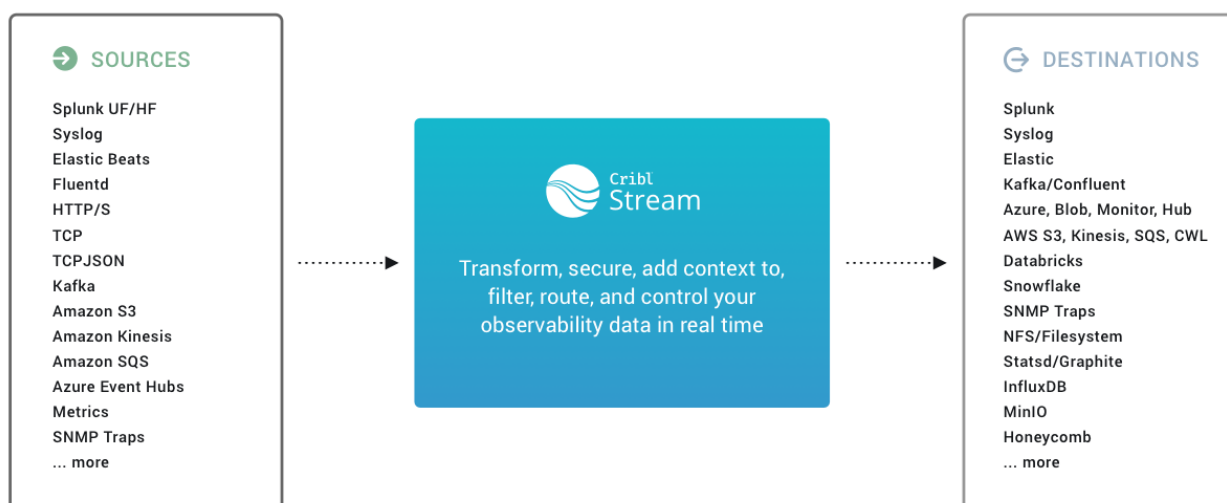 SOURCES
Splunk UF/HF
Syslog
Elastic Beats
Fluentd
HTTP/S
TCP
TCPJSON
Kafka
Amazon S3
Amazon Kinesis
Amazon SQS
Azure Event Hubs
Metrics
SNMP Traps
... more
Cribl
Stream
Transform, secure, add context to,
filter, route, and control your
observability data in real time
DESTINATIONS
Splunk
Syslog
Elastic
Kafka/Confluent
Azure, Blob, Monitor, Hub
AWS S3, Kinesis, SQS, CWL
Databricks
Snowflake
SNMP Traps
NFS/Filesystem
Statsd/Graphite
InfluxDB
MinIO
Honeycomb
... more